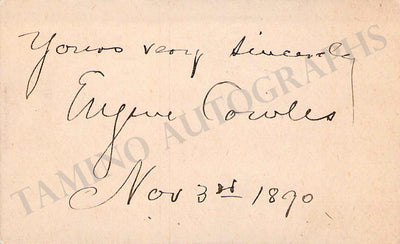 Yours very sincerely
Eugene Cowles
Nov 3rd 1890
TAMINO AUTOGRAPHS